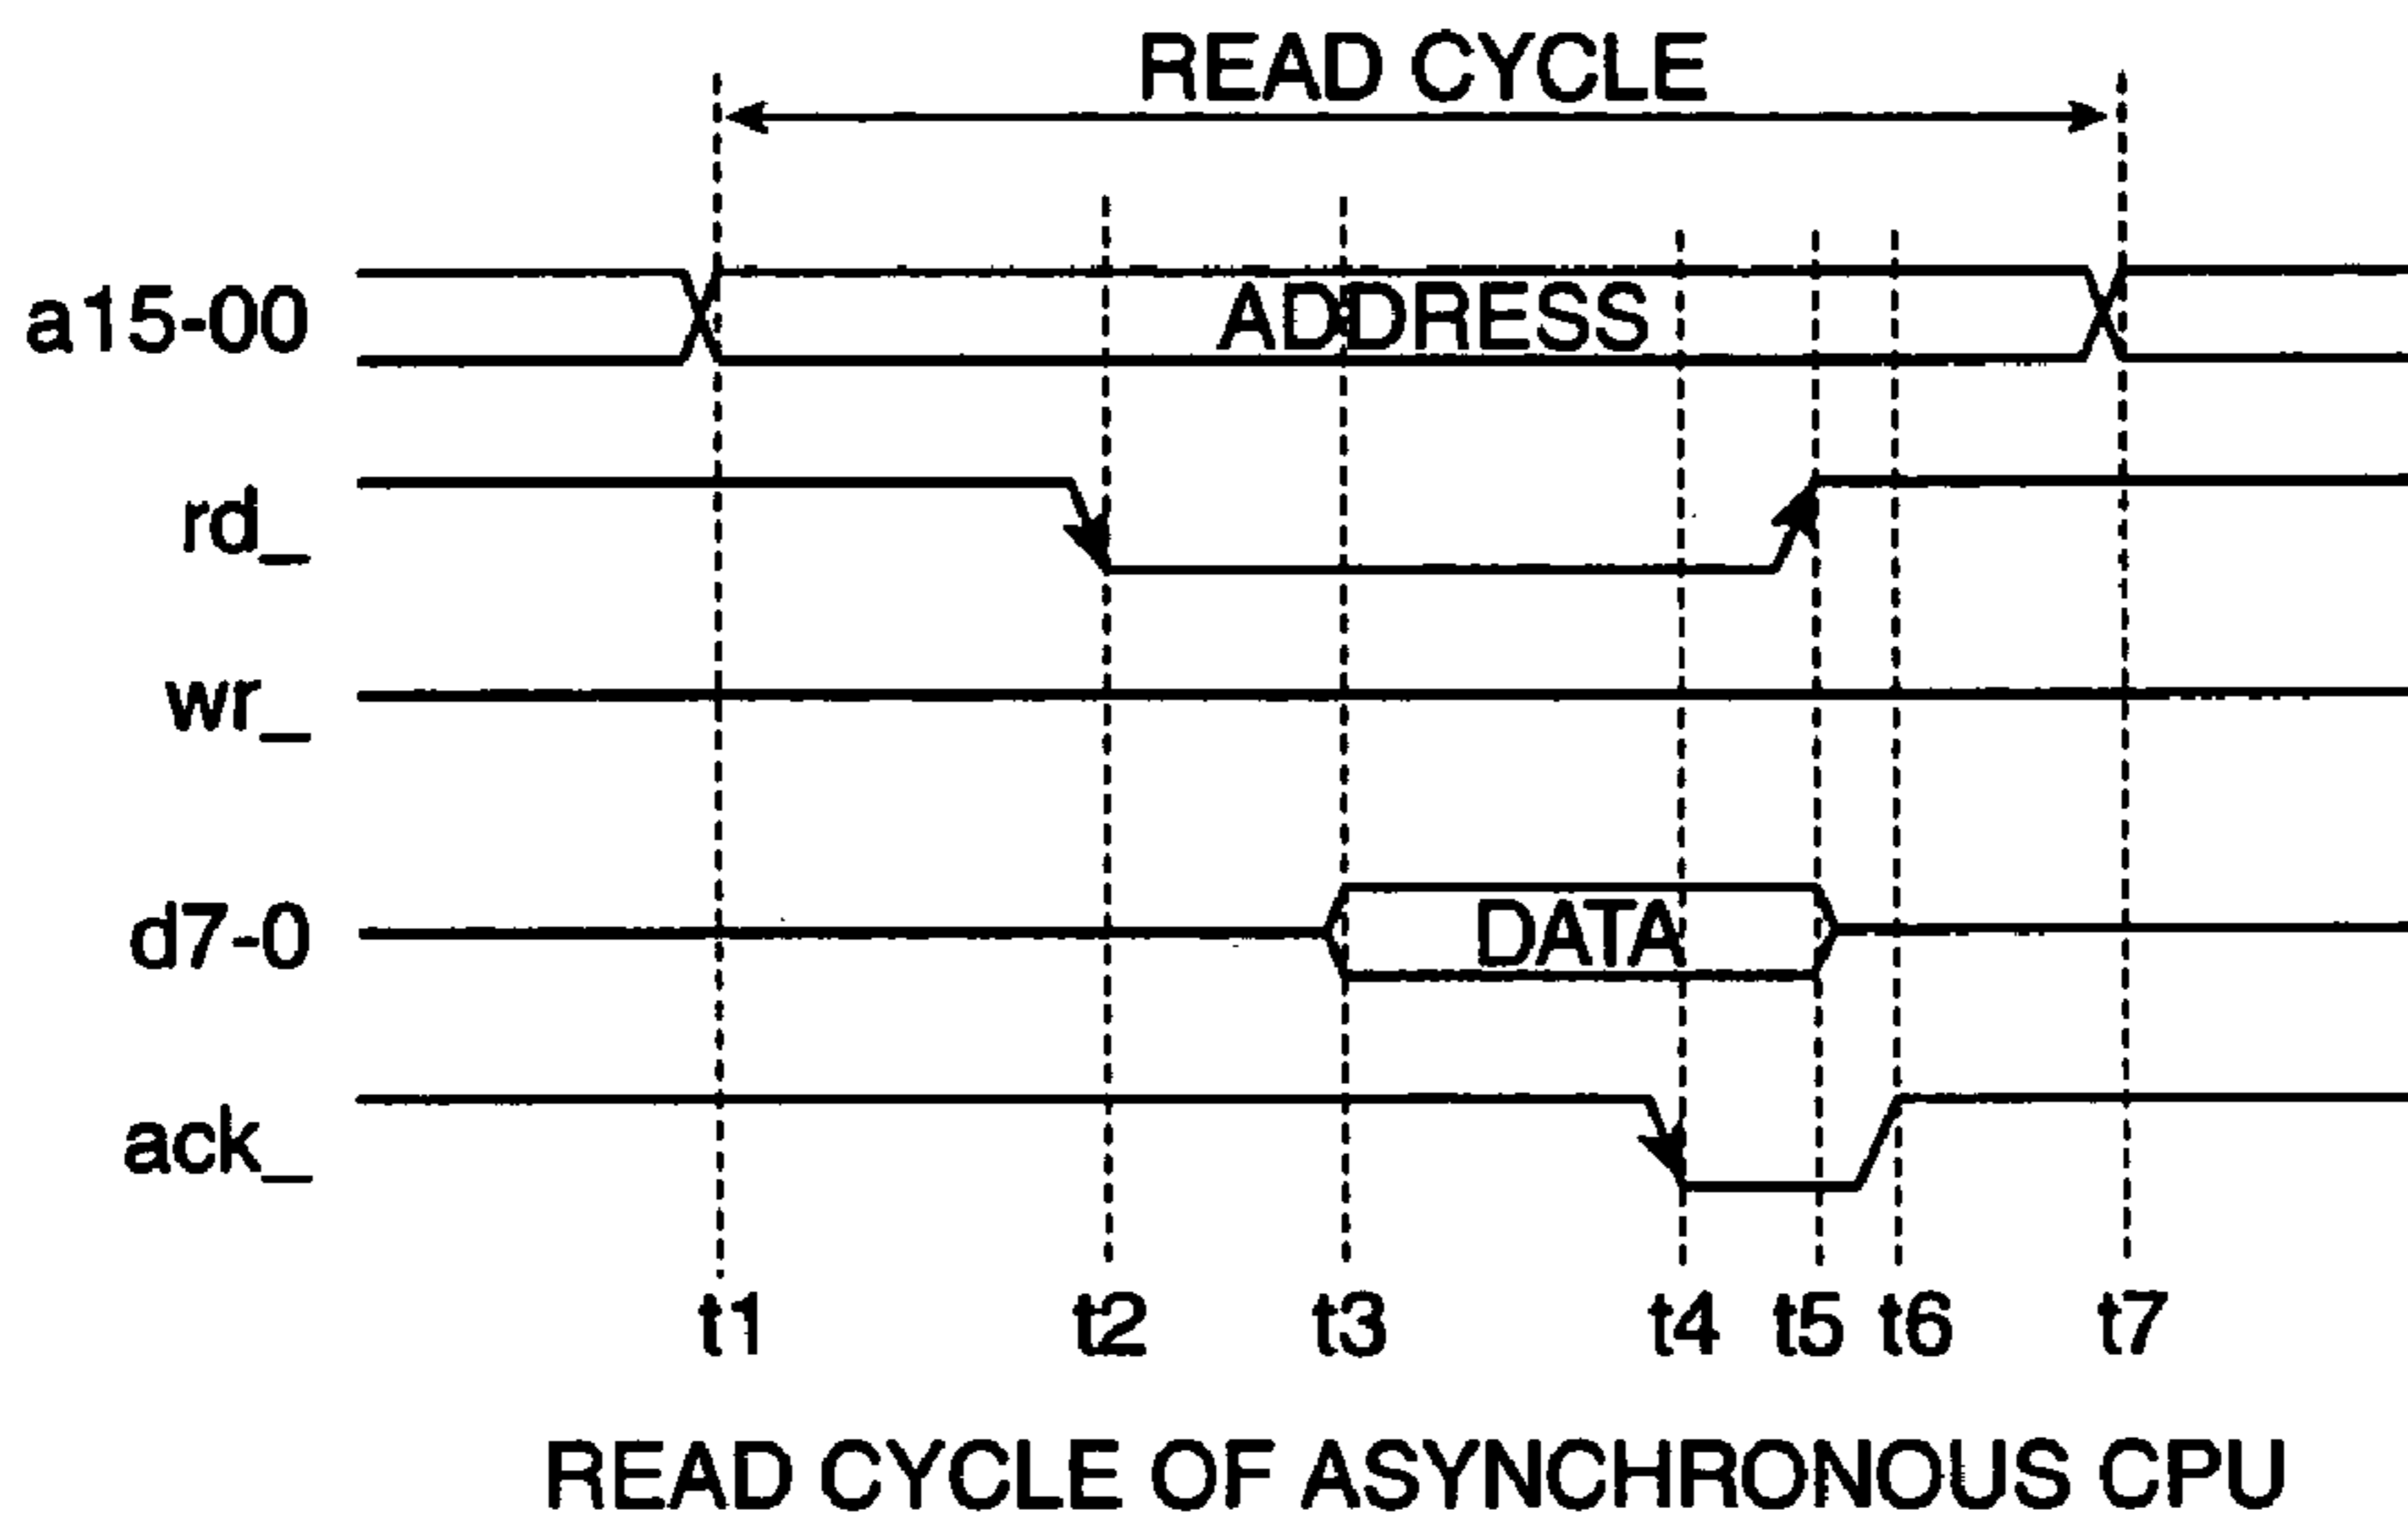 READ CYCLE
a15-00
ADDRESS
rd_
wr_
d7-0
DATA
ack_
t1 t2 t3 t4 t5 t6 t7
READ CYCLE OF ASYNCHRONOUS CPU